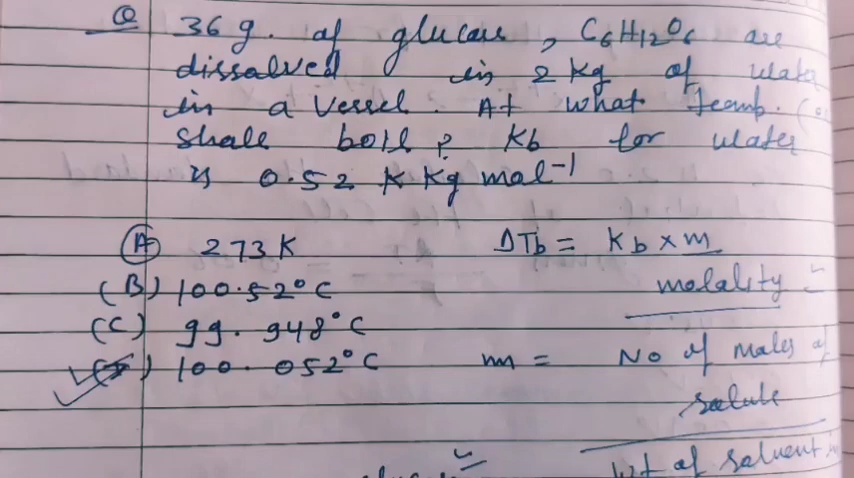 Q 36 g. of glucose, C6H12O6 are
dissolved in 2 Kg of water
in a vessel. At what temp.
shall boil? Kb for water
is 0.52 K Kg mol⁻¹
(A) 273 K ΔTb = Kb × m
(B) 100.52°C molality
(C) 99.948°C
100.052°C m = No of moles of
solute
Wt of solvent